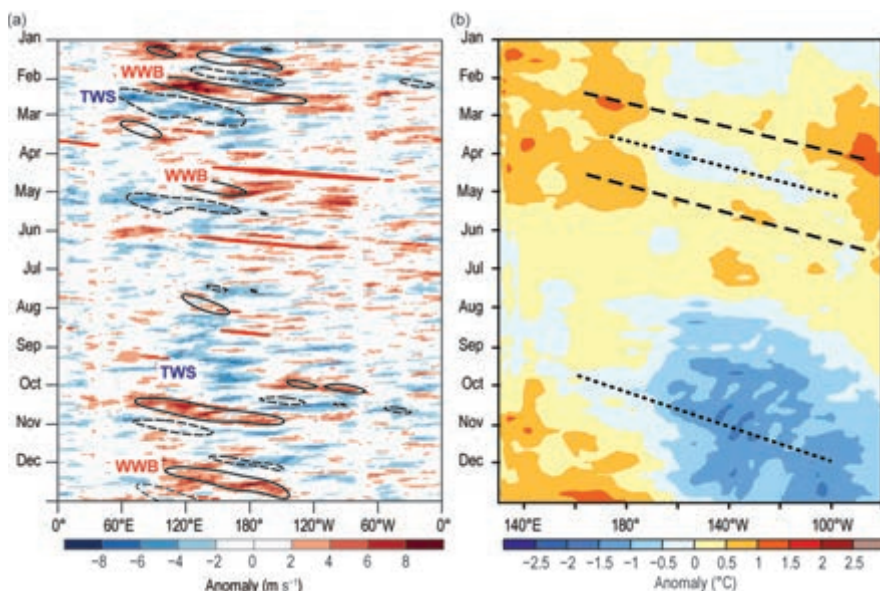 (a)
Jan
Feb
Mar
Apr
May
Jun
Jul
Aug
Sep
Oct
Nov
Dec
WWB
TWS
WWB
TWS
WWB
0° 60°E 120°E 180° 120°W 60°W 0°
−8 −6 −4 −2 0 2 4 6 8
Anomaly (m s⁻¹)
(b)
Jan
Feb
Mar
Apr
May
Jun
Jul
Aug
Sep
Oct
Nov
Dec
140°E 180° 140°W 100°W
−2.5 −2 −1.5 −1 −0.5 0 0.5 1 1.5 2 2.5
Anomaly (°C)